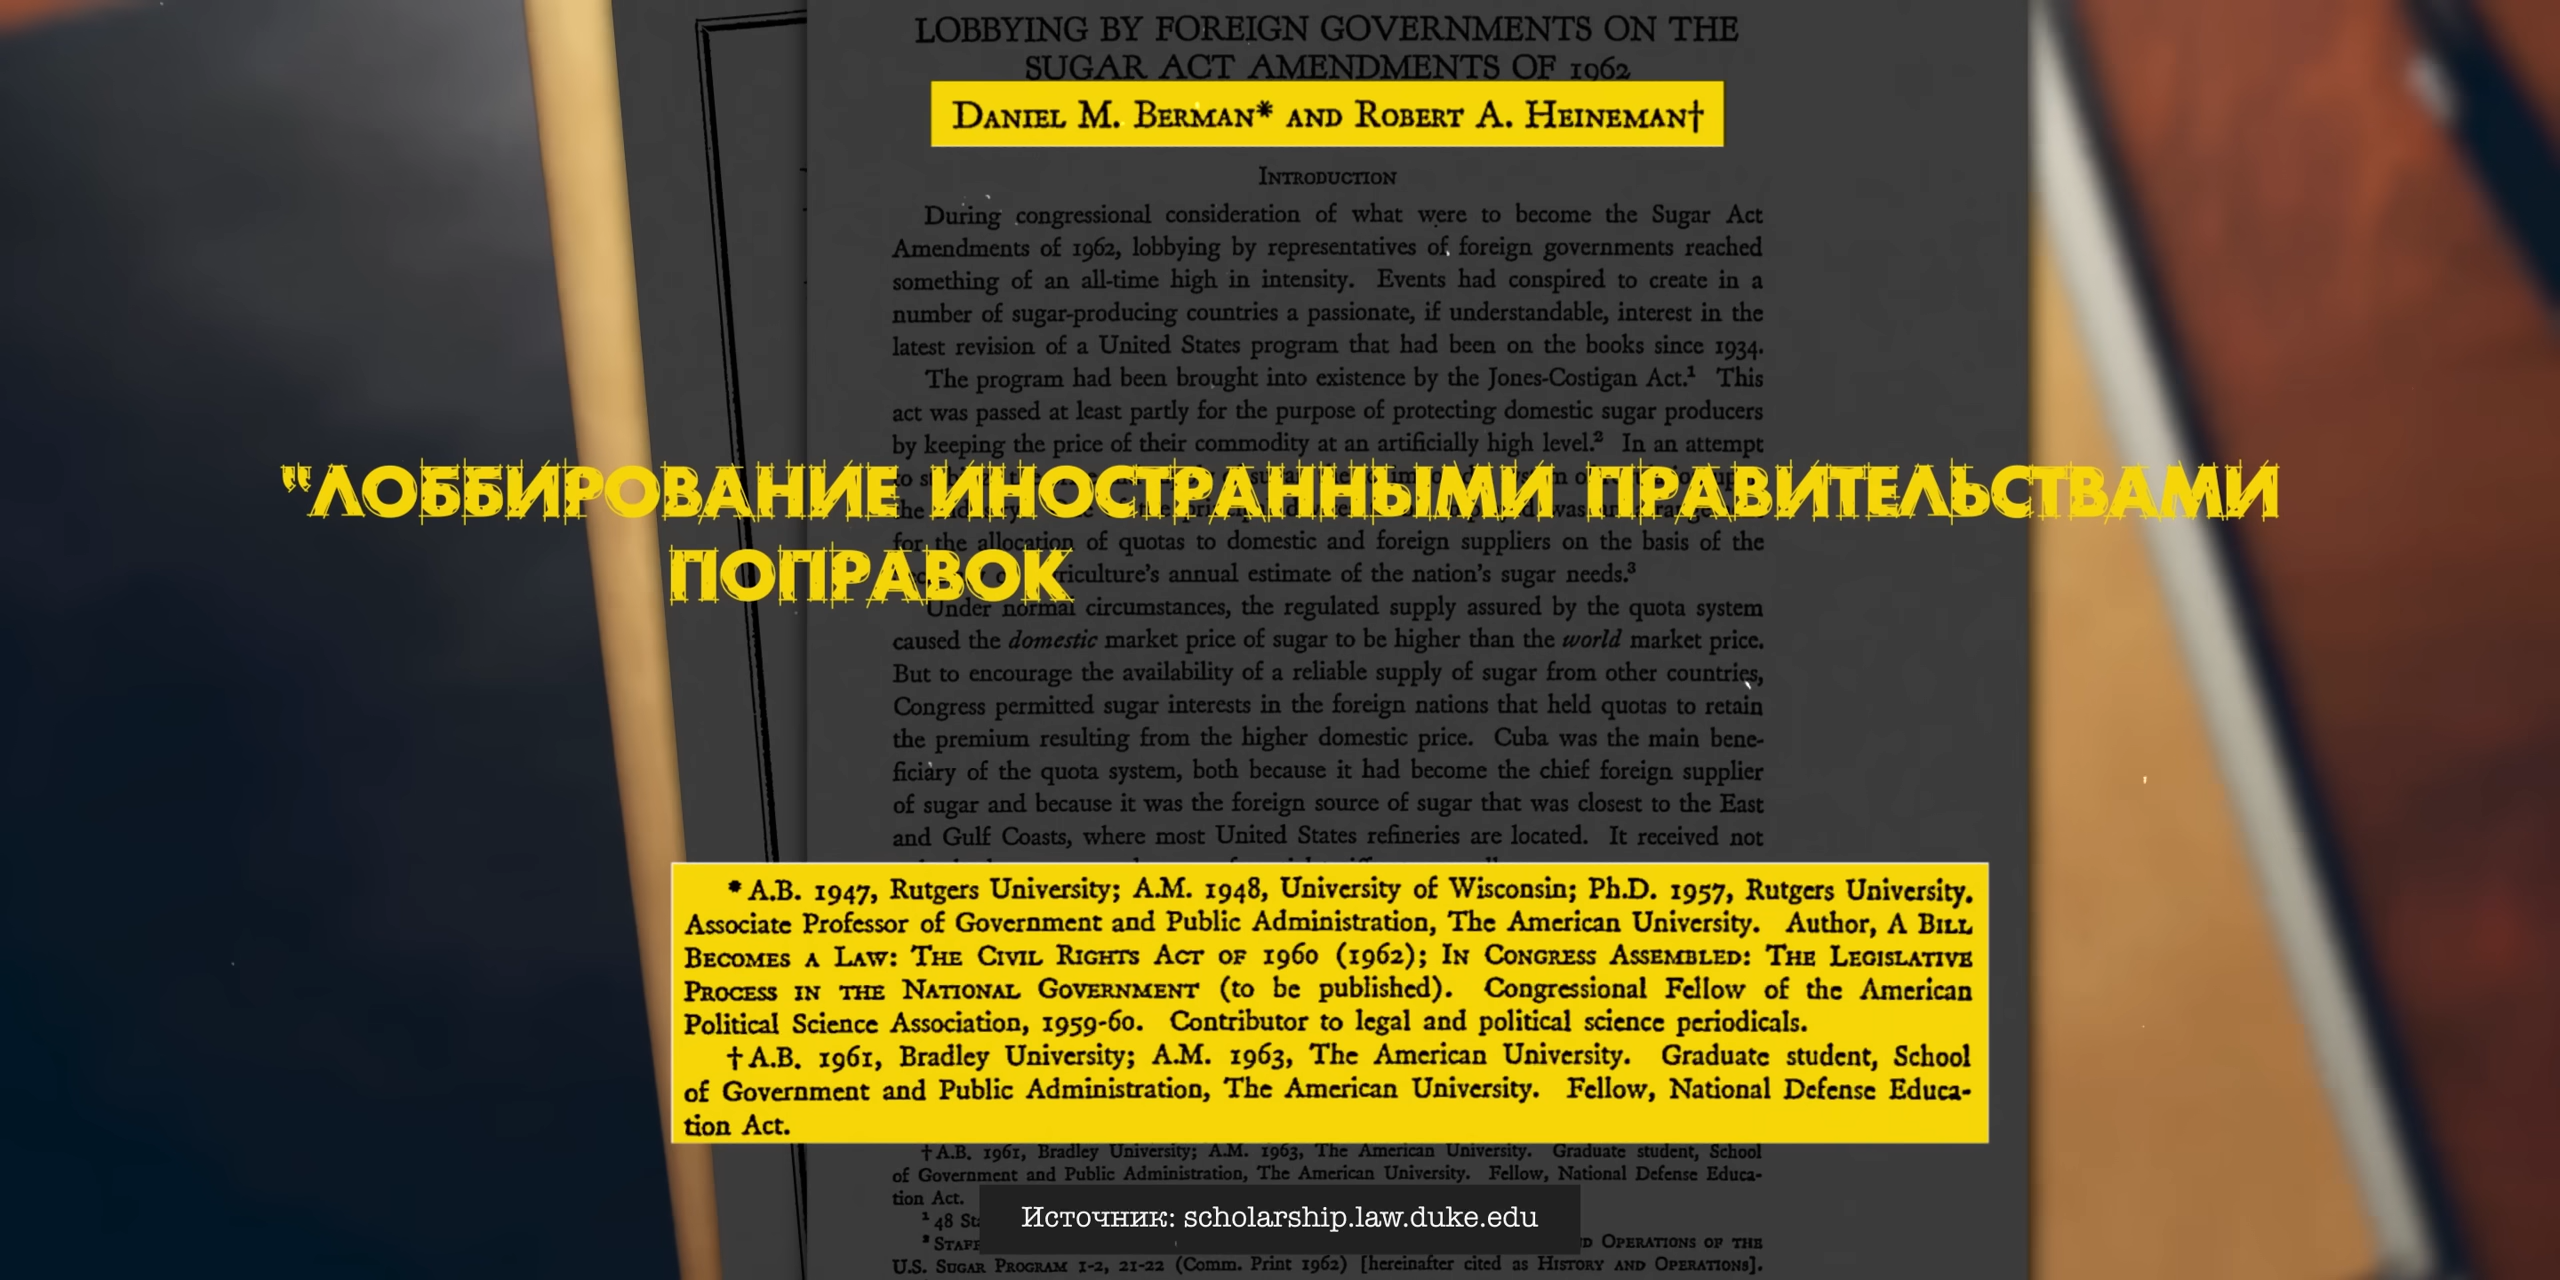 LOBBYING BY FOREIGN GOVERNMENTS ON THE
SUGAR ACT AMENDMENTS OF 1962
DANIEL M. BERMAN* AND ROBERT A. HEINEMAN†
INTRODUCTION
During congressional consideration of what were to become the Sugar Act
Amendments of 1962, lobbying by representatives of foreign governments reached
something of an all-time high in intensity. Events had conspired to create in a
number of sugar-producing countries a passionate, if understandable, interest in the
latest revision of a United States program that had been on the books since 1934.
The program had been brought into existence by the Jones-Costigan Act.¹ This
act was passed at least partly for the purpose of protecting domestic sugar producers
by keeping the price of their commodity at an artificially high level.² In an attempt
"ЛОББИРОВАНИЕ ИНОСТРАННЫМИ ПРАВИТЕЛЬСТВАМИ
for the allocation of quotas to domestic and foreign suppliers on the basis of the
ПОПРАВОК
annual estimate of the nation's sugar needs.³
Under normal circumstances, the regulated supply assured by the quota system
caused the domestic market price of sugar to be higher than the world market price.
But to encourage the availability of a reliable supply of sugar from other countries,
Congress permitted sugar interests in the foreign nations that held quotas to retain
the premium resulting from the higher domestic price. Cuba was the main bene-
ficiary of the quota system, both because it had become the chief foreign supplier
of sugar and because it was the foreign source of sugar that was closest to the East
and Gulf Coasts, where most United States refineries are located. It received not
* A.B. 1947, Rutgers University; A.M. 1948, University of Wisconsin; Ph.D. 1957, Rutgers University.
Associate Professor of Government and Public Administration, The American University. Author, A BILL
BECOMES A LAW: THE CIVIL RIGHTS ACT OF 1960 (1962); IN CONGRESS ASSEMBLED: THE LEGISLATIVE
PROCESS IN THE NATIONAL GOVERNMENT (to be published). Congressional Fellow of the American
Political Science Association, 1959-60. Contributor to legal and political science periodicals.
† A.B. 1961, Bradley University; A.M. 1963, The American University. Graduate student, School
of Government and Public Administration, The American University. Fellow, National Defense Educa-
tion Act.
† A.B. 1961, Bradley University; A.M. 1963, The American University. Graduate student, School
of Government and Public Administration, The American University. Fellow, National Defense Educa-
tion Act.
Источник: scholarship.law.duke.edu
¹ 48
² STAFF
OPERATIONS OF THE
U.S. SUGAR PROGRAM 1-2, 21-22 (Comm. Print 1962) [hereinafter cited as HISTORY AND OPERATIONS].